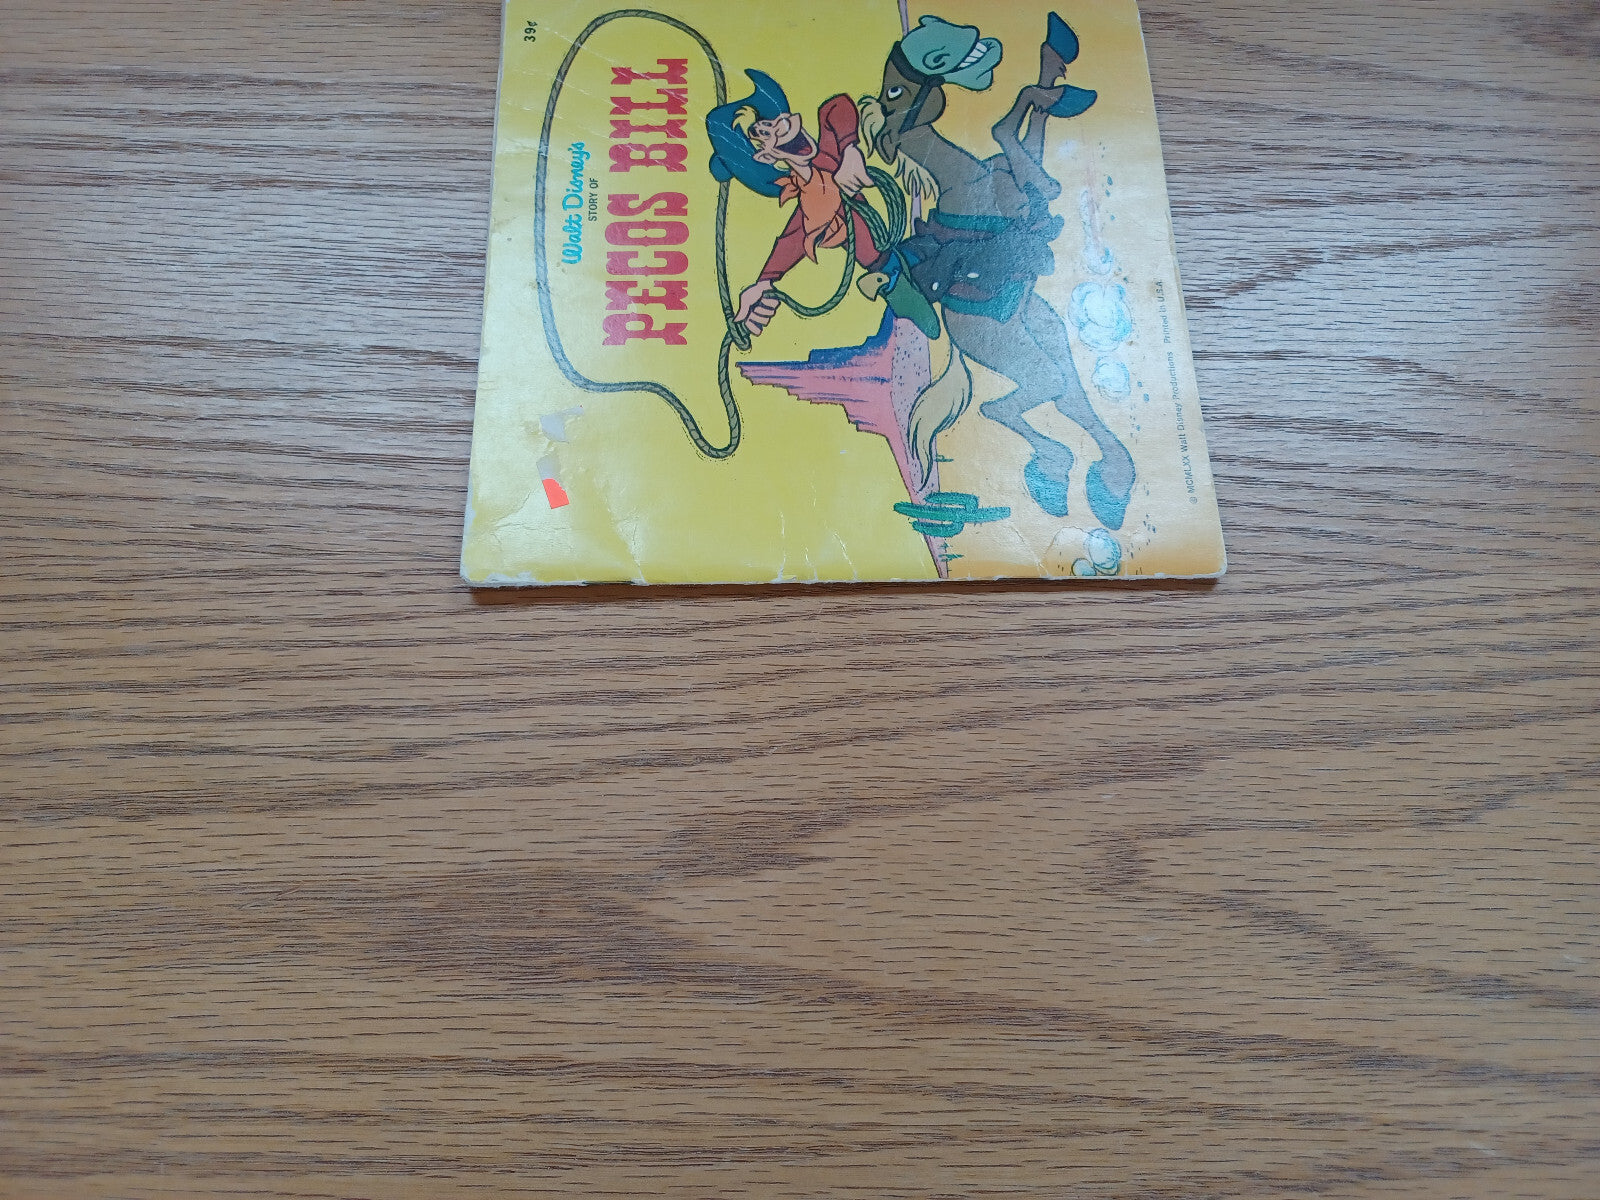 39¢
Walt Disney's
STORY OF
PECOS BILL
© MCMLXX Walt Disney Productions Printed in U.S.A.